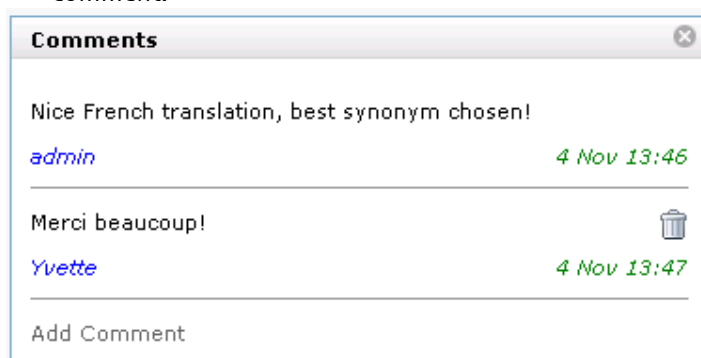 comment.
Comments
Nice French translation, best synonym chosen!
admin 4 Nov 13:46
Merci beaucoup!
Yvette 4 Nov 13:47
Add Comment